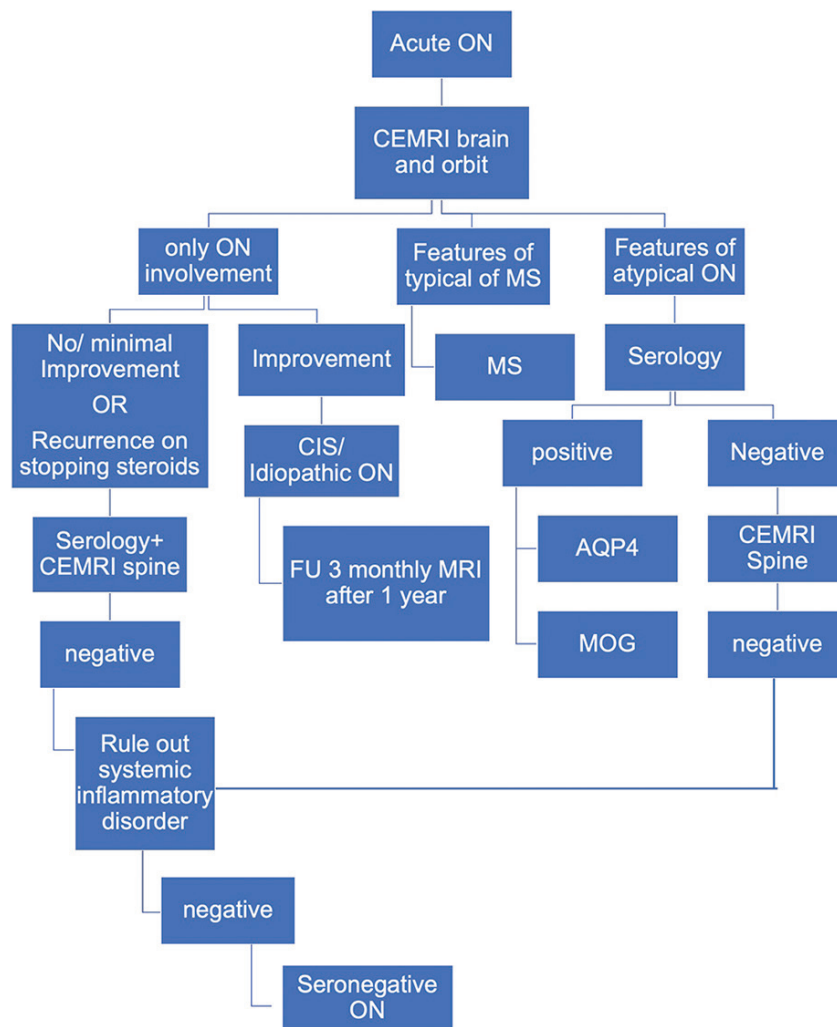 Acute ON
CEMRI brain
and orbit
only ON
involvement
Features of
typical of MS
Features of
atypical ON
No/ minimal
Improvement
OR
Recurrence on
stopping steroids
Improvement
MS
Serology
CIS/
Idiopathic ON
positive
Negative
Serology+
CEMRI spine
FU 3 monthly MRI
after 1 year
AQP4
CEMRI
Spine
negative
MOG
negative
Rule out
systemic
inflammatory
disorder
negative
Seronegative
ON